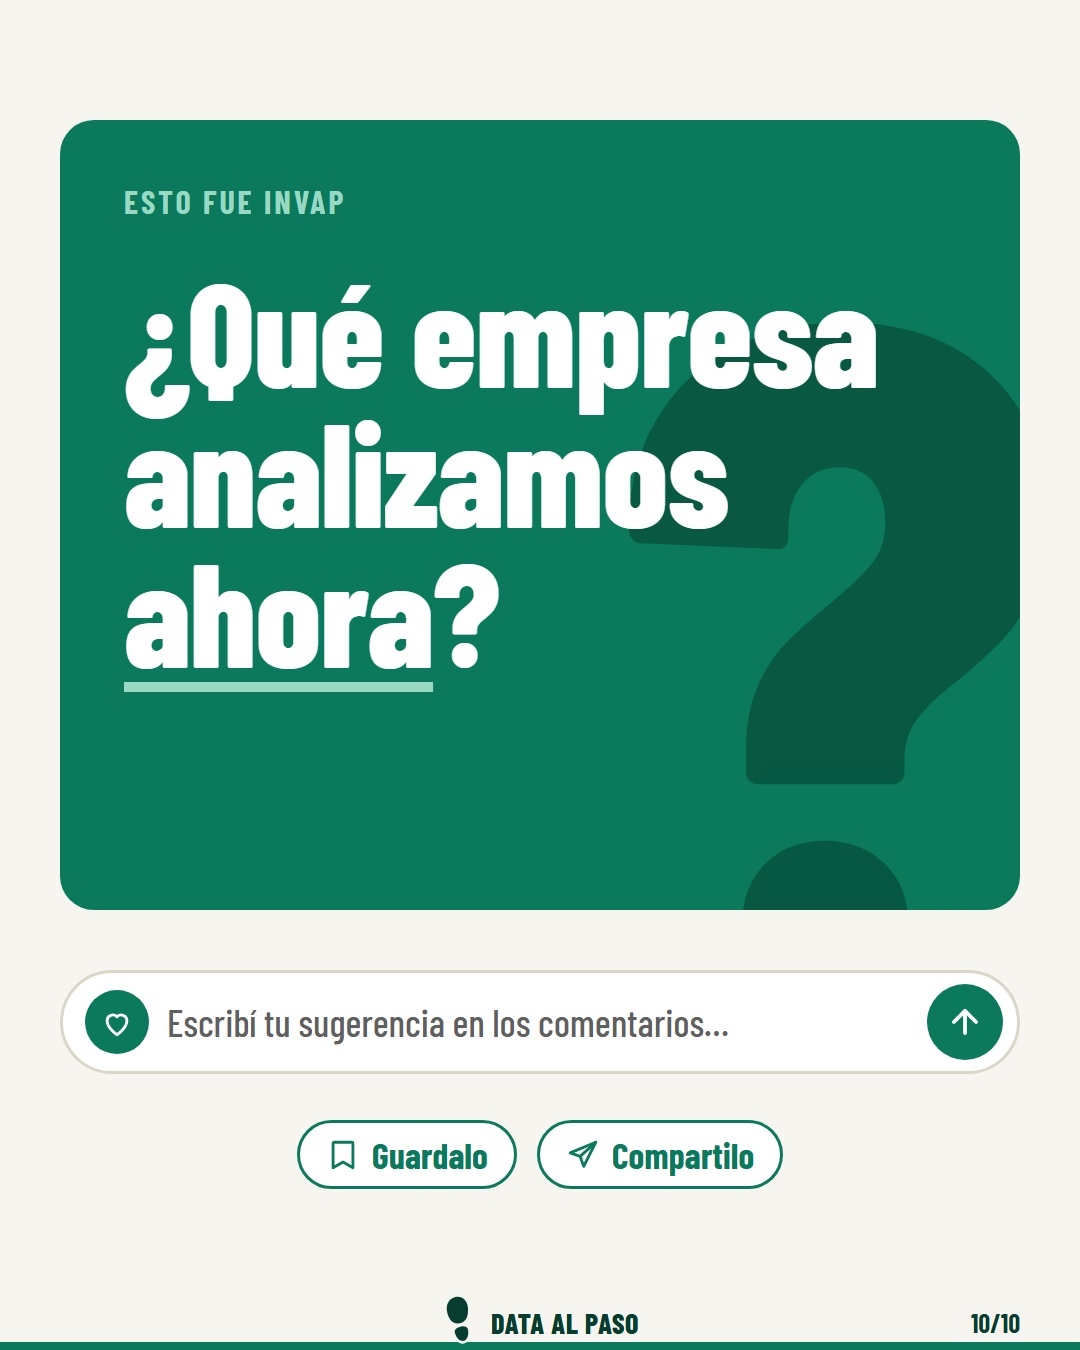 ESTO FUE INVAP
¿Qué empresa
analizamos
ahora?
Escribí tu sugerencia en los comentarios...
Guardalo
Compartilo
DATA AL PASO
10/10